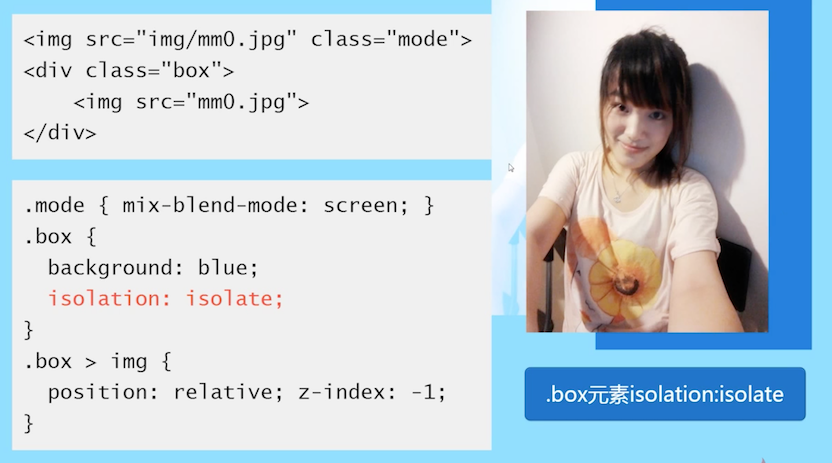 <img src="img/mm0.jpg" class="mode">
<div class="box">
    <img src="mm0.jpg">
</div>
.mode { mix-blend-mode: screen; }
.box {
  background: blue;
  isolation: isolate;
}
.box > img {
  position: relative; z-index: -1;
}
.box元素isolation:isolate